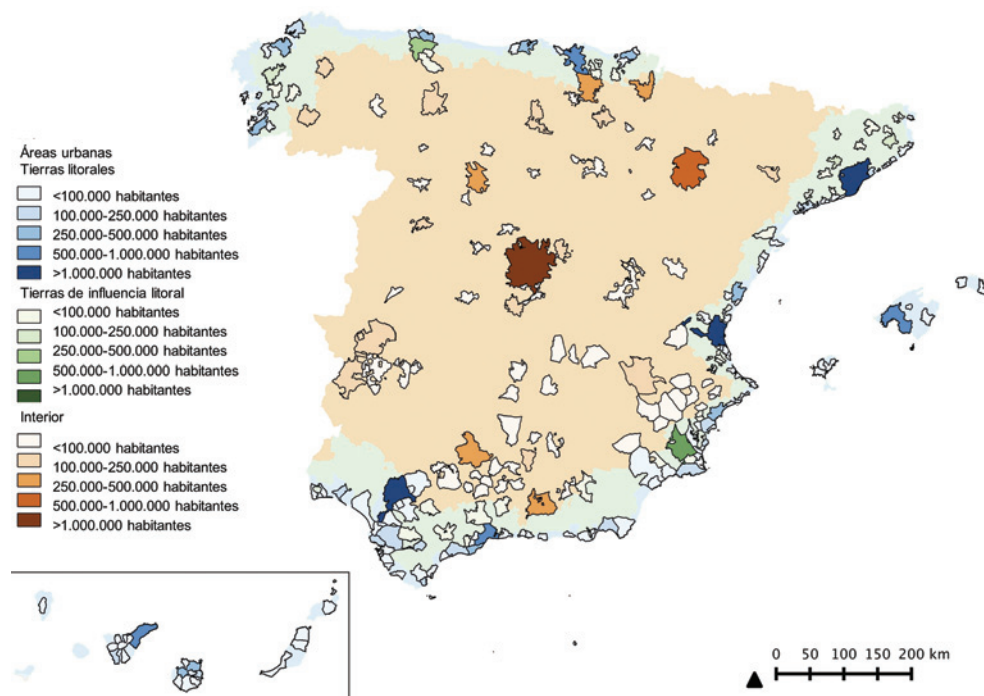 Áreas urbanas
Tierras litorales
<100.000 habitantes
100.000-250.000 habitantes
250.000-500.000 habitantes
500.000-1.000.000 habitantes
>1.000.000 habitantes
Tierras de influencia litoral
<100.000 habitantes
100.000-250.000 habitantes
250.000-500.000 habitantes
500.000-1.000.000 habitantes
>1.000.000 habitantes
Interior
<100.000 habitantes
100.000-250.000 habitantes
250.000-500.000 habitantes
500.000-1.000.000 habitantes
>1.000.000 habitantes
0 50 100 150 200 km